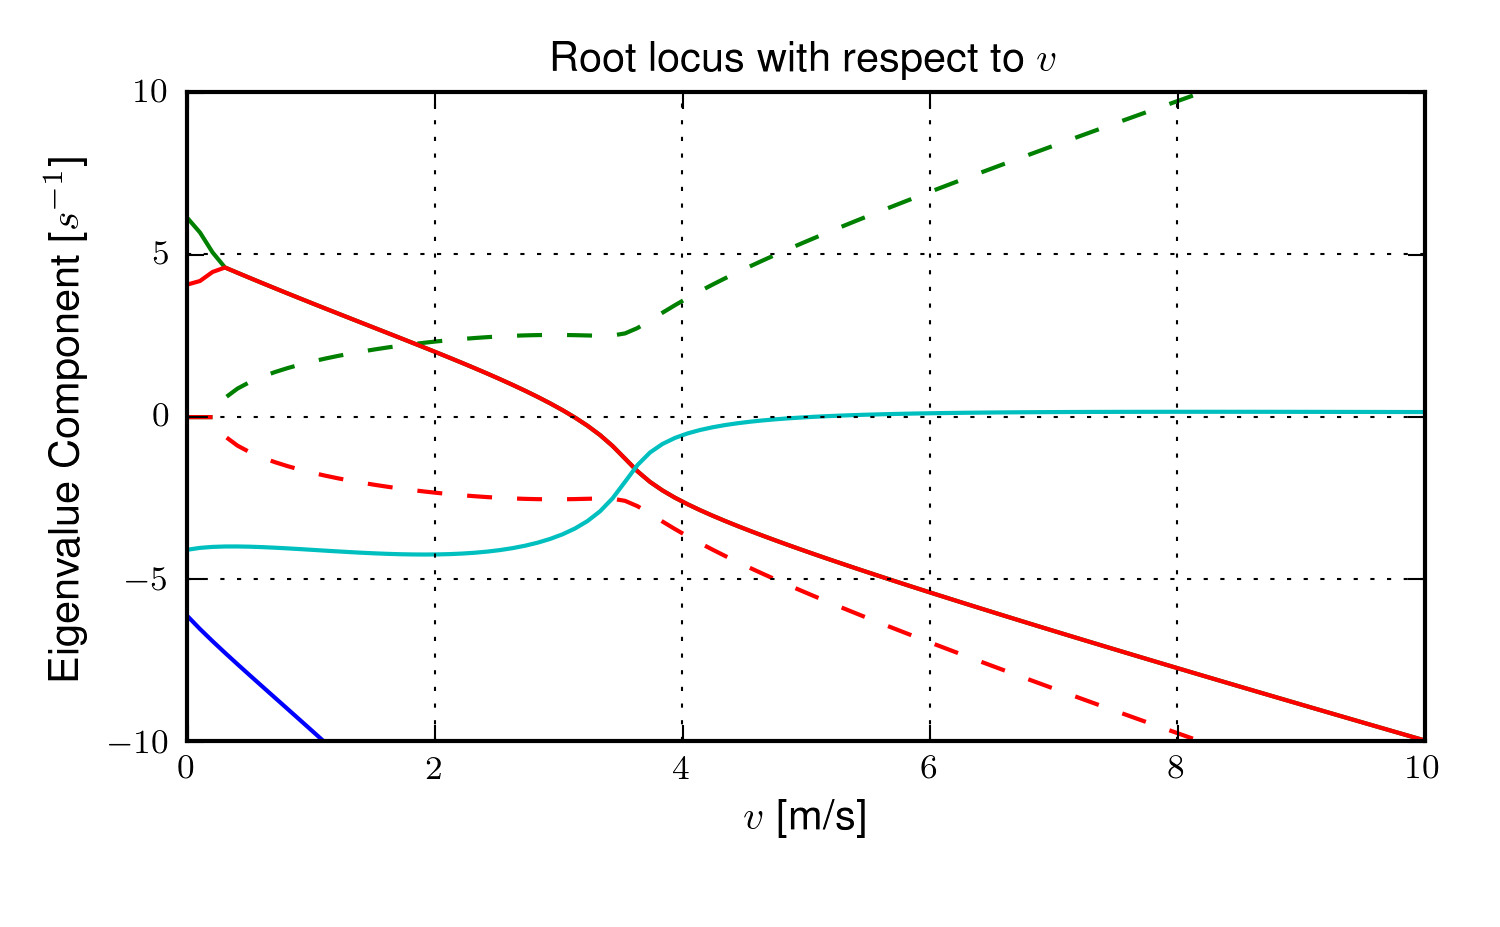 Root locus with respect to v
10
5
0
−5
−10
Eigenvalue Component [s⁻¹]
0 2 4 6 8 10
v [m/s]